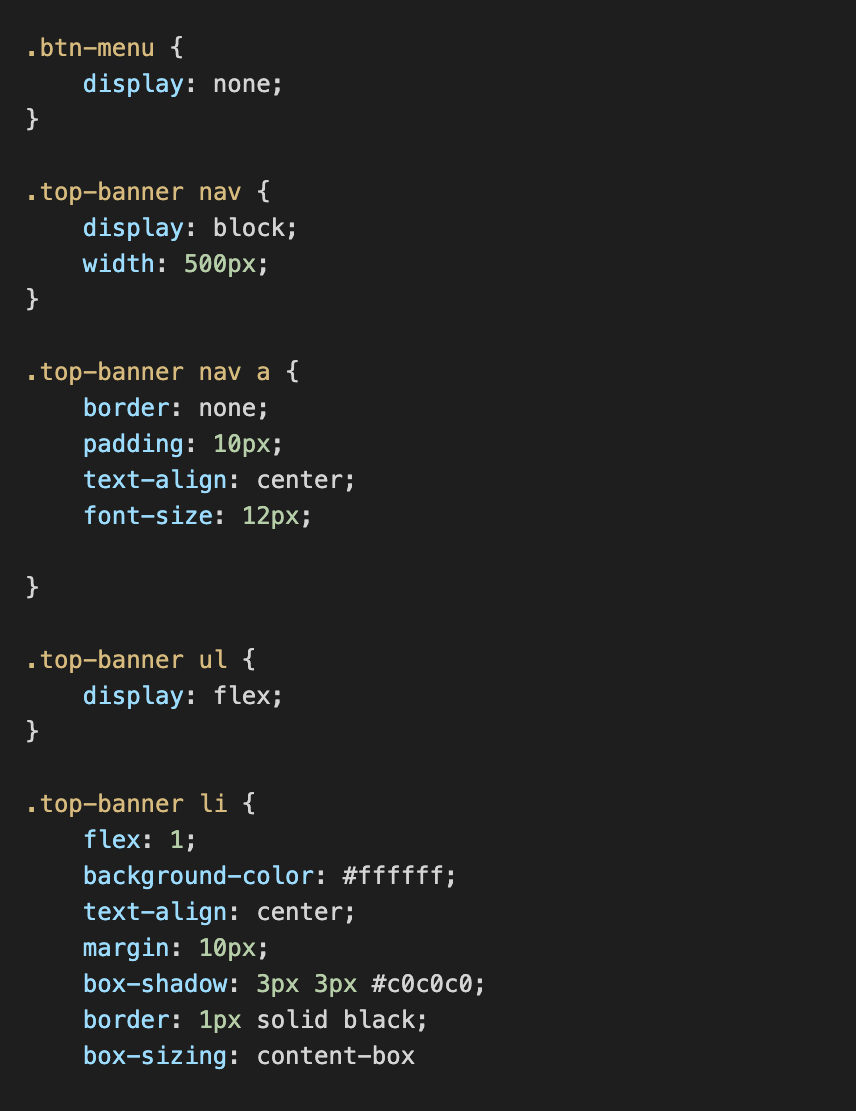 .btn-menu {
    display: none;
}

.top-banner nav {
    display: block;
    width: 500px;
}

.top-banner nav a {
    border: none;
    padding: 10px;
    text-align: center;
    font-size: 12px;

}

.top-banner ul {
    display: flex;
}

.top-banner li {
    flex: 1;
    background-color: #ffffff;
    text-align: center;
    margin: 10px;
    box-shadow: 3px 3px #c0c0c0;
    border: 1px solid black;
    box-sizing: content-box